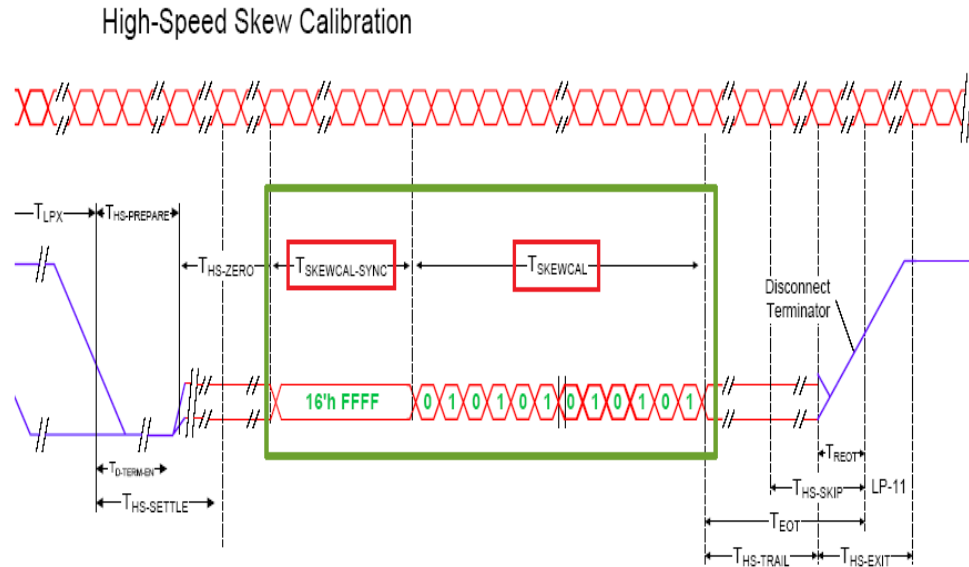 High-Speed Skew Calibration
TLPX
THS-PREPARE
THS-ZERO
TSKEWCAL-SYNC
TSKEWCAL
Disconnect
Terminator
16'h FFFF
0 1 0 1 0 1 0 1 0 1 0 1
TD-TERM-EN
TREOT
THS-SETTLE
THS-SKIP
LP-11
TEOT
THS-TRAIL
THS-EXIT